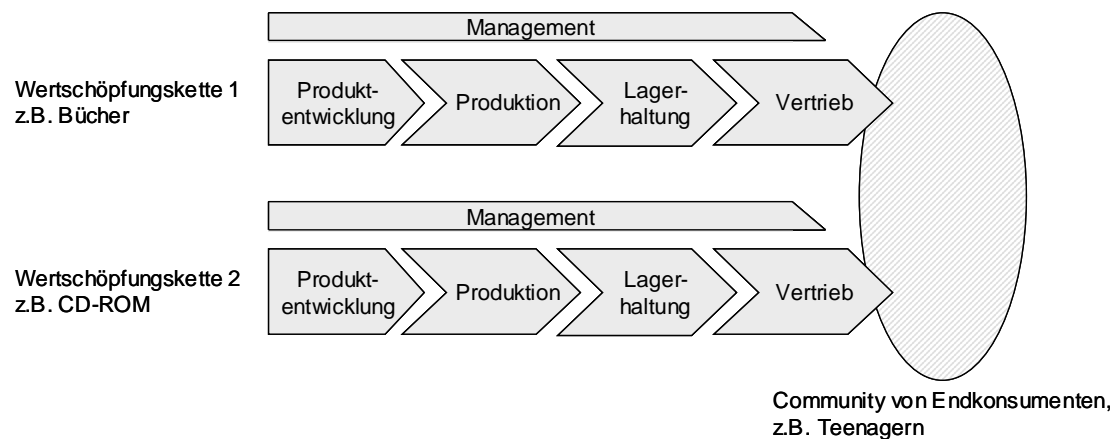 Management
Wertschöpfungskette 1
z.B. Bücher
Produkt-
entwicklung
Produktion
Lager-
haltung
Vertrieb
Management
Wertschöpfungskette 2
z.B. CD-ROM
Produkt-
entwicklung
Produktion
Lager-
haltung
Vertrieb
Community von Endkonsumenten,
z.B. Teenagern